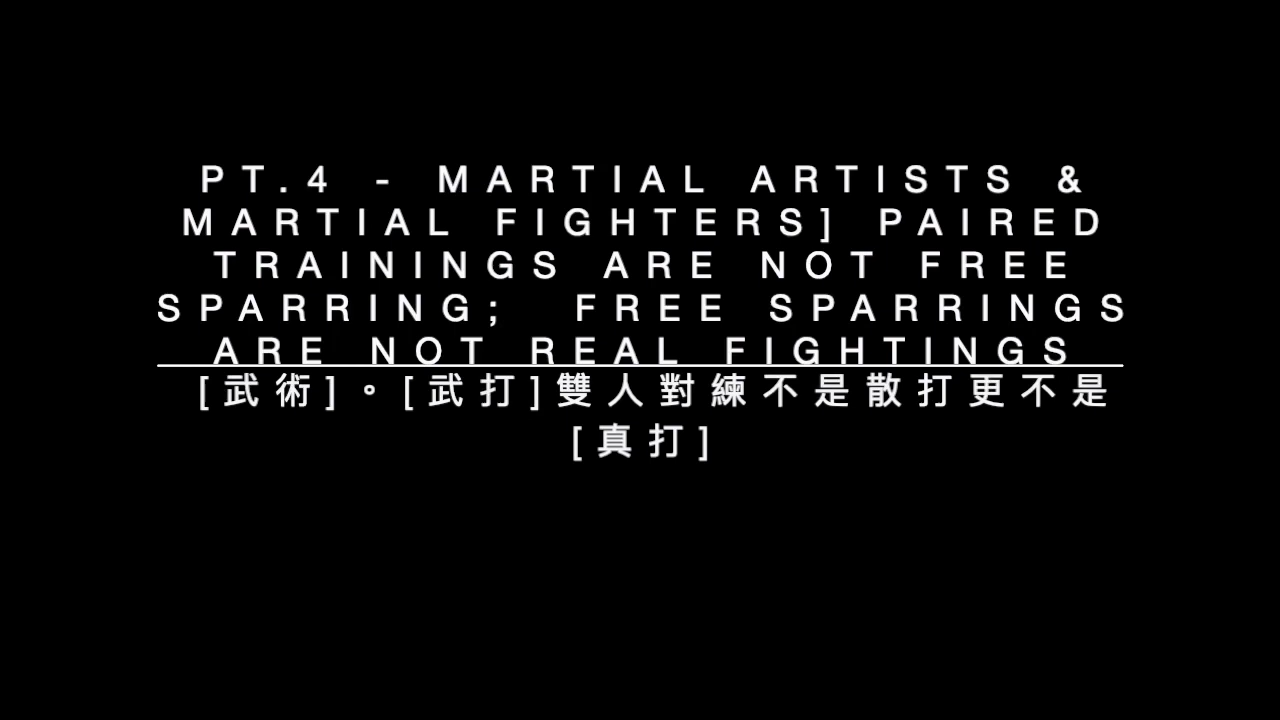 PT.4 - MARTIAL ARTISTS &
MARTIAL FIGHTERS] PAIRED
TRAININGS ARE NOT FREE
SPARRING; FREE SPARRINGS
ARE NOT REAL FIGHTINGS
[武術]。[武打]雙人對練不是散打更不是
[真打]